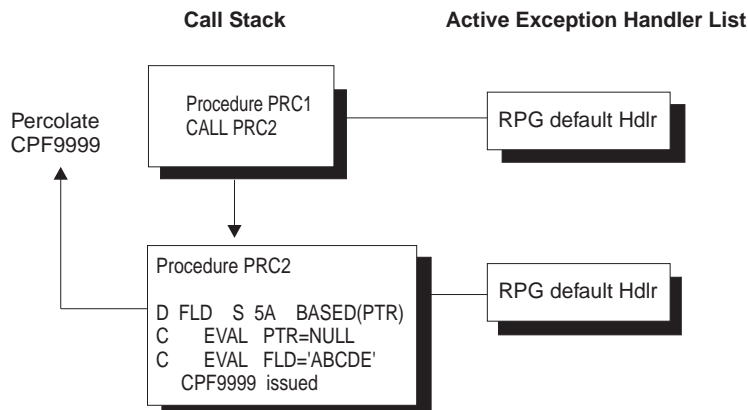 Call Stack
Active Exception Handler List
Procedure PRC1
CALL PRC2
RPG default Hdlr
Percolate
CPF9999
Procedure PRC2
D FLD S 5A BASED(PTR)
C EVAL PTR=NULL
C EVAL FLD='ABCDE'
CPF9999 issued
RPG default Hdlr